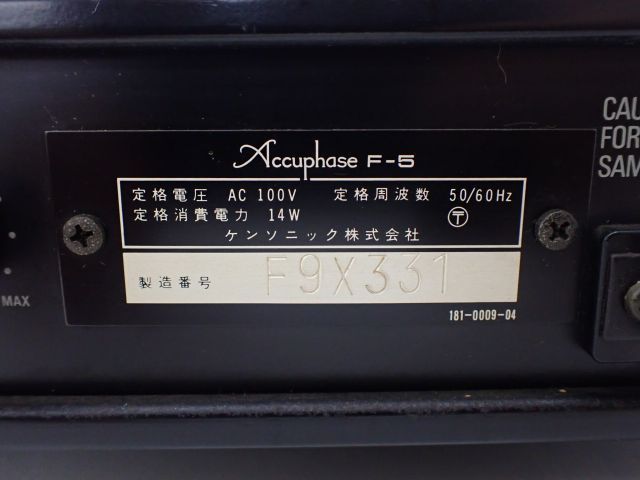 Accuphase F-5
定格電圧 AC 100V 定格周波数 50/60Hz
定格消費電力 14W 〒
ケンソニック株式会社
製造番号 F9X331
181-0009-04
MAX
CAU
FOR
SAM